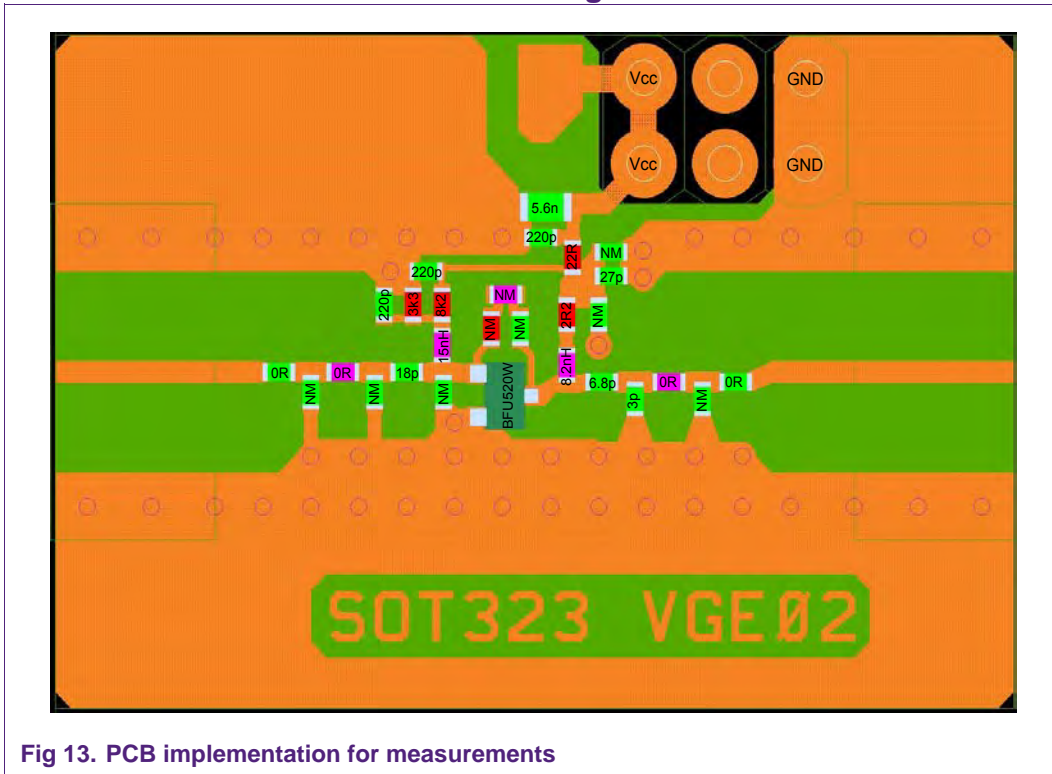 Vcc GND
Vcc GND
5.6n
220p
22R
NM
220p
27p
220p
3k3
8k2
NM
NM
NM
2R2
NM
15nH
8.2nH
0R
0R
18p
6.8p
0R
0R
NM
NM
NM
BFU520W
3p
NM
SOT323 VGEØ2
Fig 13. PCB implementation for measurements